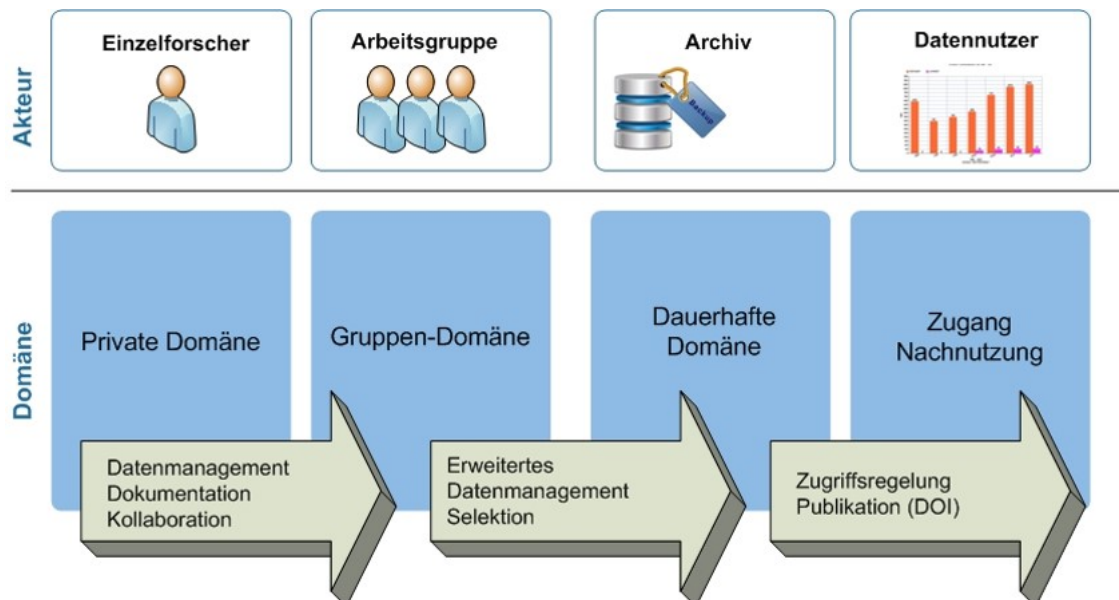 Akteur
Einzelforscher
Arbeitsgruppe
Archiv
Backup
Datennutzer
Domäne
Private Domäne
Gruppen-Domäne
Dauerhafte
Domäne
Zugang
Nachnutzung
Datenmanagement
Dokumentation
Kollaboration
Erweitertes
Datenmanagement
Selektion
Zugriffsregelung
Publikation (DOI)